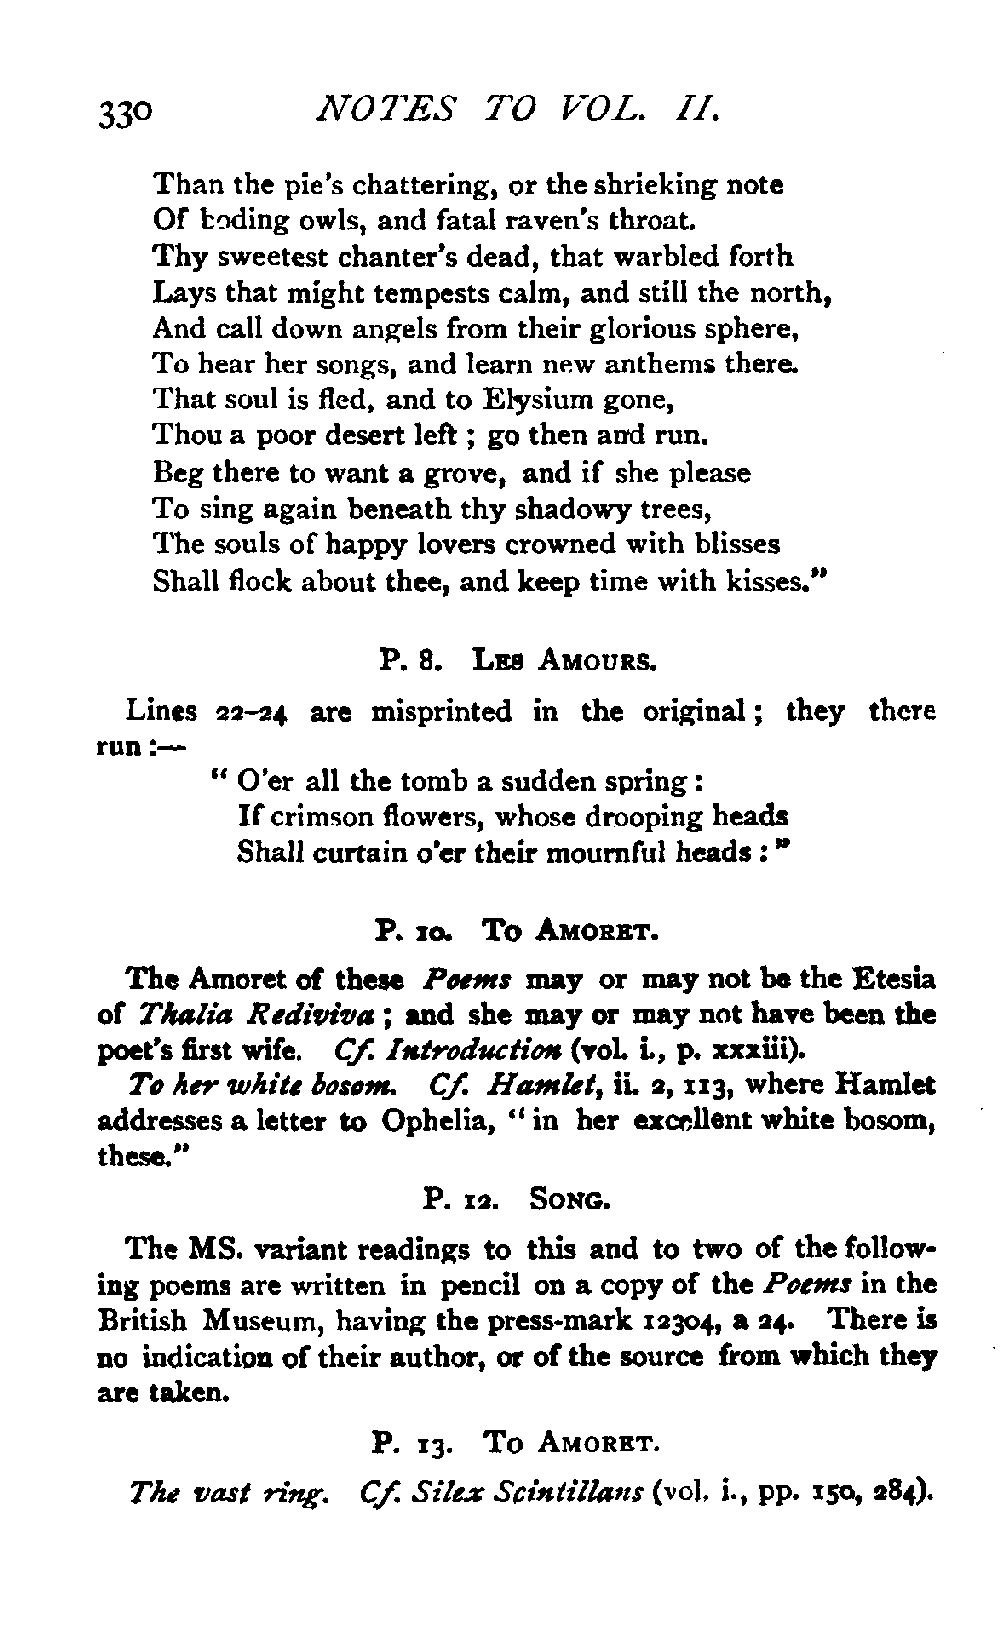 330 NOTES TO VOL. II.
Than the pie's chattering, or the shrieking note
Of boding owls, and fatal raven's throat.
Thy sweetest chanter's dead, that warbled forth
Lays that might tempests calm, and still the north,
And call down angels from their glorious sphere,
To hear her songs, and learn new anthems there.
That soul is fled, and to Elysium gone,
Thou a poor desert left ; go then and run.
Beg there to want a grove, and if she please
To sing again beneath thy shadowy trees,
The souls of happy lovers crowned with blisses
Shall flock about thee, and keep time with kisses."
P. 8. LES AMOURS.
Lines 22–24 are misprinted in the original ; they there
run :—
" O'er all the tomb a sudden spring :
If crimson flowers, whose drooping heads
Shall curtain o'er their mournful heads : "
P. 10. TO AMORET.
The Amoret of these Poems may or may not be the Etesia
of Thalia Rediviva ; and she may or may not have been the
poet's first wife. Cf. Introduction (vol. i., p. xxxiii).
To her white bosom. Cf. Hamlet, ii. 2, 113, where Hamlet
addresses a letter to Ophelia, " in her excellent white bosom,
these."
P. 12. SONG.
The MS. variant readings to this and to two of the follow-
ing poems are written in pencil on a copy of the Poems in the
British Museum, having the press-mark 12304, a 24. There is
no indication of their author, or of the source from which they
are taken.
P. 13. TO AMORET.
The vast ring. Cf. Silex Scintillans (vol. i., pp. 150, 284).